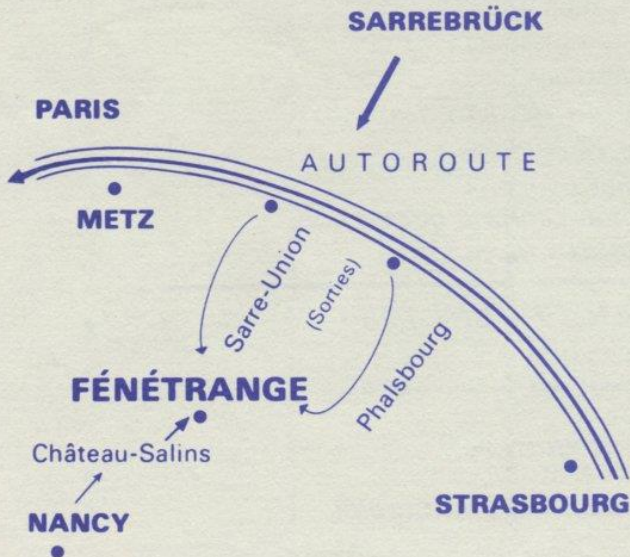 SARREBRÜCK
PARIS
AUTOROUTE
METZ
Sarre-Union
(Sorties)
Phalsbourg
FÉNÉTRANGE
Château-Salins
STRASBOURG
NANCY